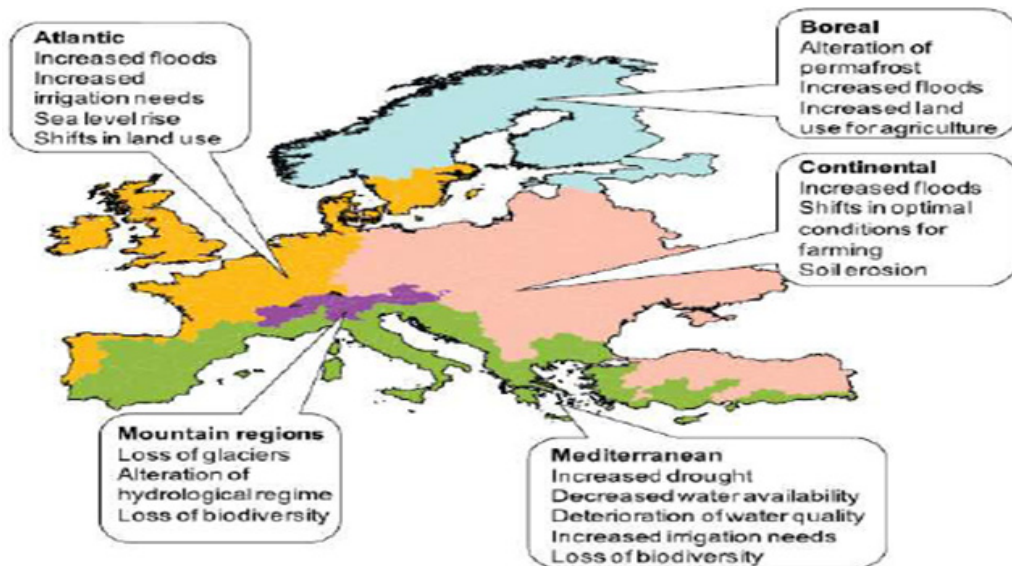 Atlantic
Increased floods
Increased
irrigation needs
Sea level rise
Shifts in land use
Boreal
Alteration of
permafrost
Increased floods
Increased land
use for agriculture
Continental
Increased floods
Shifts in optimal
conditions for
farming
Soil erosion
Mountain regions
Loss of glaciers
Alteration of
hydrological regime
Loss of biodiversity
Mediterranean
Increased drought
Decreased water availability
Deterioration of water quality
Increased irrigation needs
Loss of biodiversity